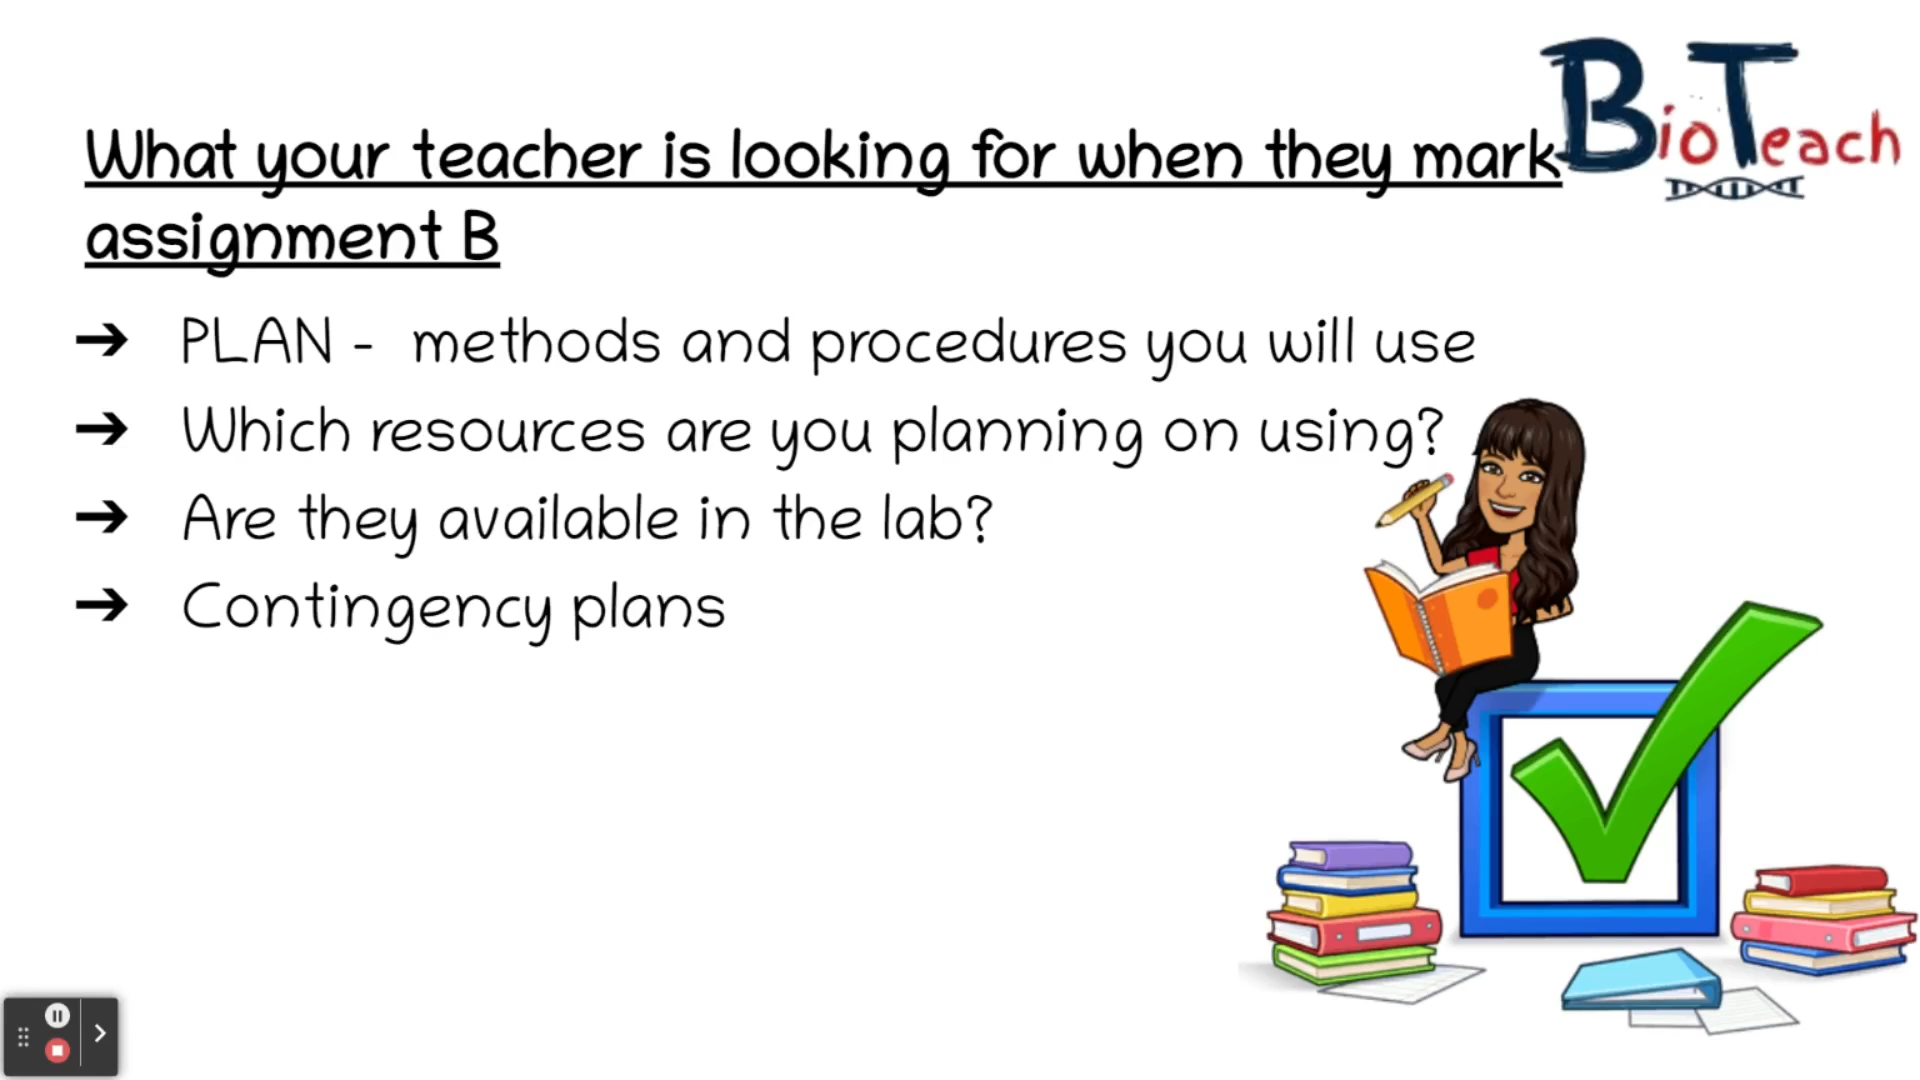 BioTeach
What your teacher is looking for when they mark
assignment B
➔ PLAN - methods and procedures you will use
➔ Which resources are you planning on using?
➔ Are they available in the lab?
➔ Contingency plans